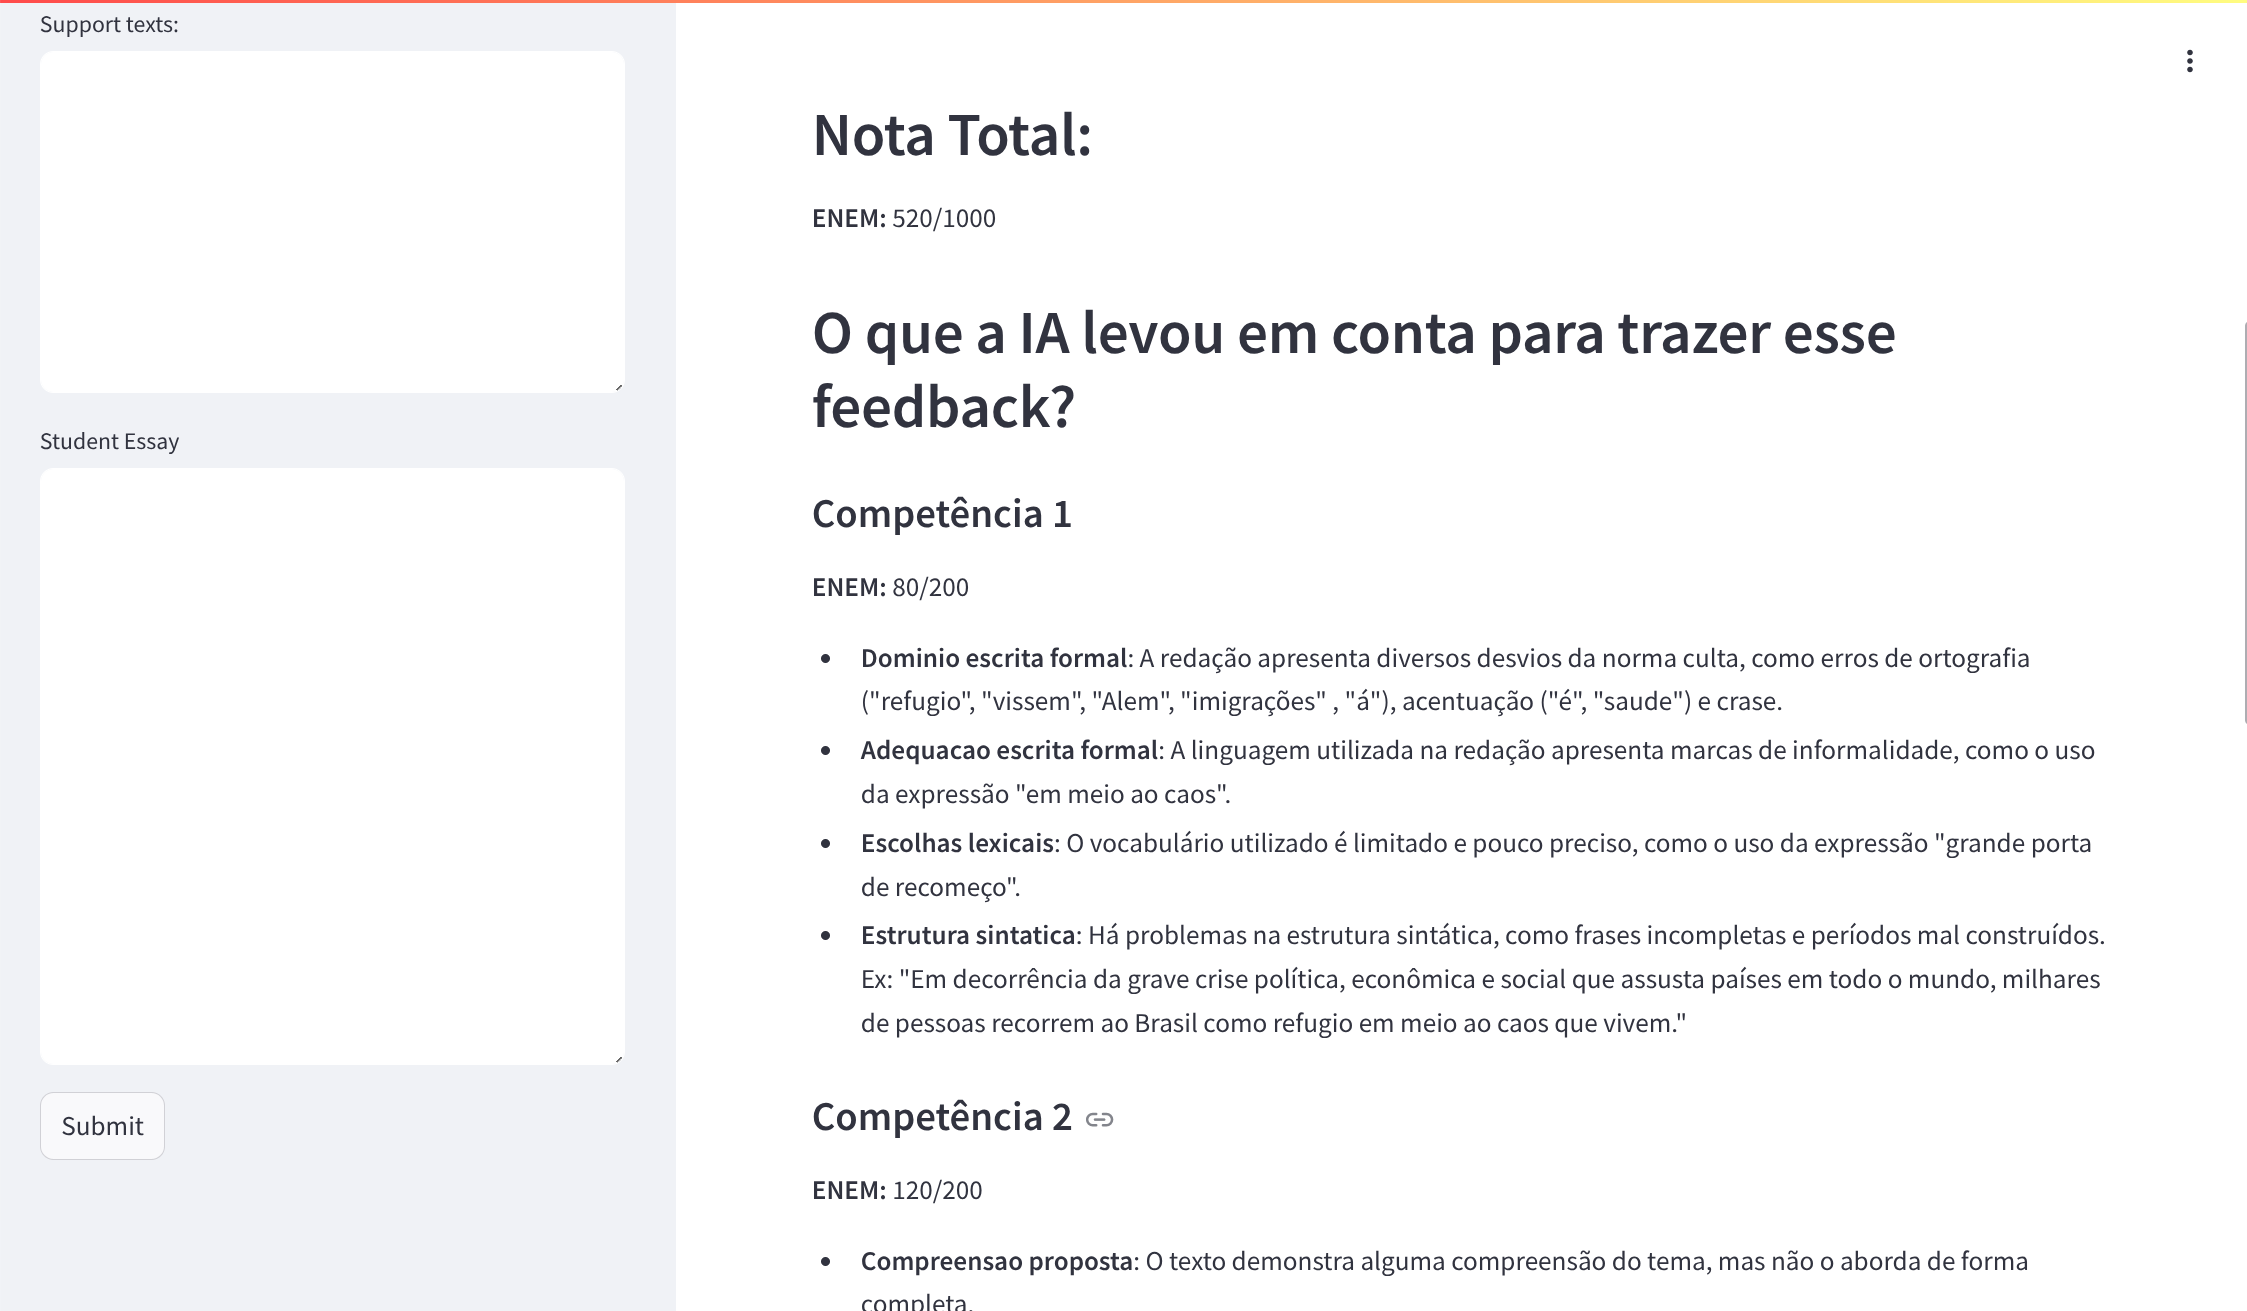 Support texts:
Student Essay
Submit
Nota Total:
ENEM: 520/1000
O que a IA levou em conta para trazer esse
feedback?
Competência 1
ENEM: 80/200
Dominio escrita formal: A redação apresenta diversos desvios da norma culta, como erros de ortografia
("refugio", "vissem", "Alem", "imigrações" , "á"), acentuação ("é", "saude") e crase.
Adequacao escrita formal: A linguagem utilizada na redação apresenta marcas de informalidade, como o uso
da expressão "em meio ao caos".
Escolhas lexicais: O vocabulário utilizado é limitado e pouco preciso, como o uso da expressão "grande porta
de recomeço".
Estrutura sintatica: Há problemas na estrutura sintática, como frases incompletas e períodos mal construídos.
Ex: "Em decorrência da grave crise política, econômica e social que assusta países em todo o mundo, milhares
de pessoas recorrem ao Brasil como refugio em meio ao caos que vivem."
Competência 2
ENEM: 120/200
Compreensao proposta: O texto demonstra alguma compreensão do tema, mas não o aborda de forma
completa.